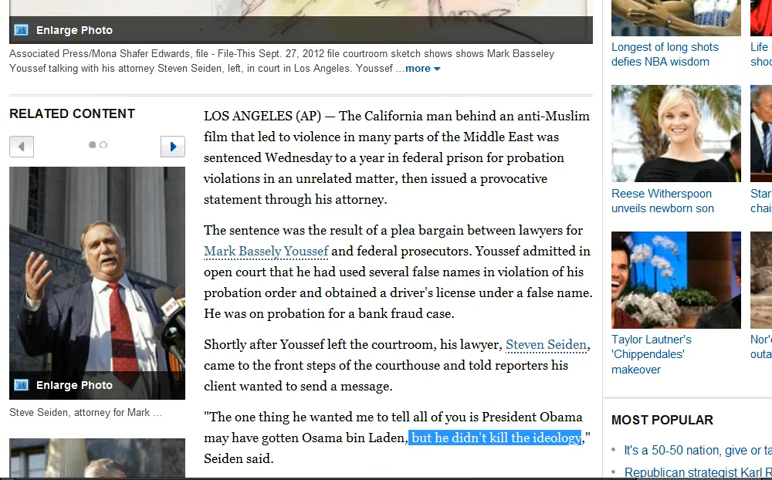 Enlarge Photo
Associated Press/Mona Shafer Edwards, file - File-This Sept. 27, 2012 file courtroom sketch shows shows Mark Basseley
Youssef talking with his attorney Steven Seiden, left, in court in Los Angeles. Youssef ...more
RELATED CONTENT
Enlarge Photo
Steve Seiden, attorney for Mark ...
LOS ANGELES (AP) — The California man behind an anti-Muslim
film that led to violence in many parts of the Middle East was
sentenced Wednesday to a year in federal prison for probation
violations in an unrelated matter, then issued a provocative
statement through his attorney.
The sentence was the result of a plea bargain between lawyers for
Mark Bassely Youssef and federal prosecutors. Youssef admitted in
open court that he had used several false names in violation of his
probation order and obtained a driver's license under a false name.
He was on probation for a bank fraud case.
Shortly after Youssef left the courtroom, his lawyer, Steven Seiden,
came to the front steps of the courthouse and told reporters his
client wanted to send a message.
"The one thing he wanted me to tell all of you is President Obama
may have gotten Osama bin Laden, but he didn't kill the ideology,"
Seiden said.
Longest of long shots
defies NBA wisdom
Life
shoo
Reese Witherspoon
unveils newborn son
Star
chai
Taylor Lautner's
'Chippendales'
makeover
Nor'e
outa
MOST POPULAR
It's a 50-50 nation, give or ta
Republican strategist Karl R